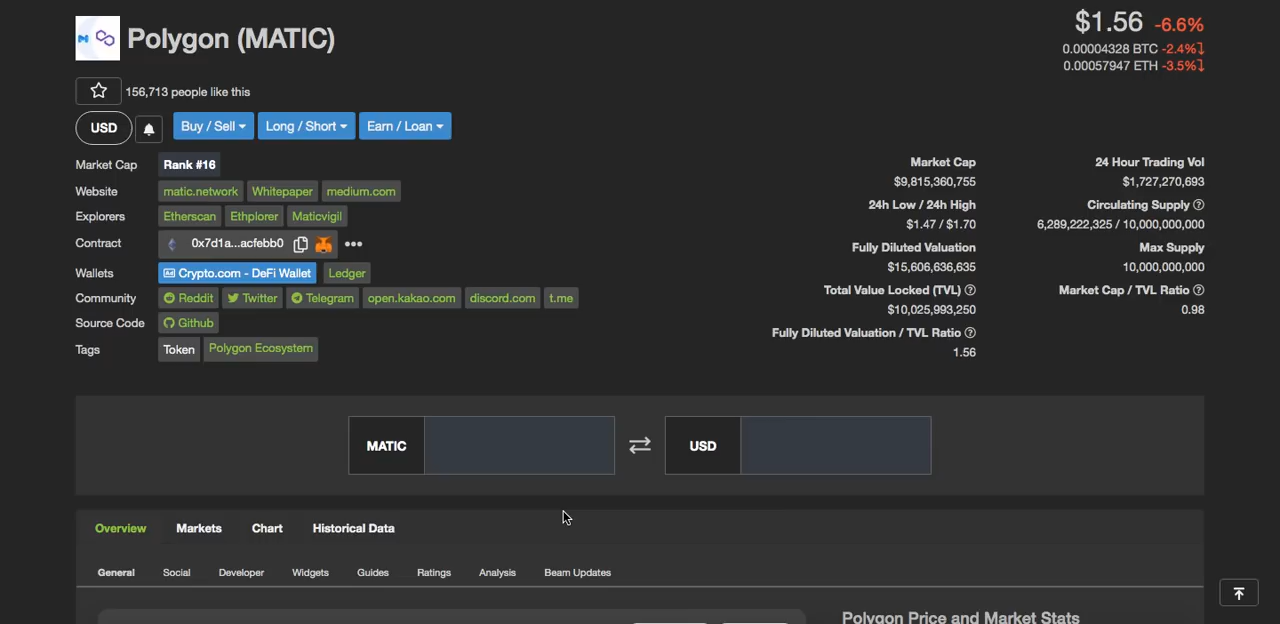 Polygon (MATIC)
$1.56 -6.6%
0.00004328 BTC -2.4%
0.00057947 ETH -3.5%
156,713 people like this
USD Buy / Sell Long / Short Earn / Loan
Market Cap Rank #16
Website matic.network Whitepaper medium.com
Explorers Etherscan Ethplorer Maticvigil
Contract 0x7d1a...acfebb0 •••
Wallets Crypto.com - DeFi Wallet Ledger
Community Reddit Twitter Telegram open.kakao.com discord.com t.me
Source Code Github
Tags Token Polygon Ecosystem
Market Cap
$9,815,360,755
24h Low / 24h High
$1.47 / $1.70
Fully Diluted Valuation
$15,606,636,635
Total Value Locked (TVL) ?
$10,025,993,250
Fully Diluted Valuation / TVL Ratio ?
1.56
24 Hour Trading Vol
$1,727,270,693
Circulating Supply ?
6,289,222,325 / 10,000,000,000
Max Supply
10,000,000,000
Market Cap / TVL Ratio ?
0.98
MATIC USD
Overview Markets Chart Historical Data
General Social Developer Widgets Guides Ratings Analysis Beam Updates
Polygon Price and Market Stats